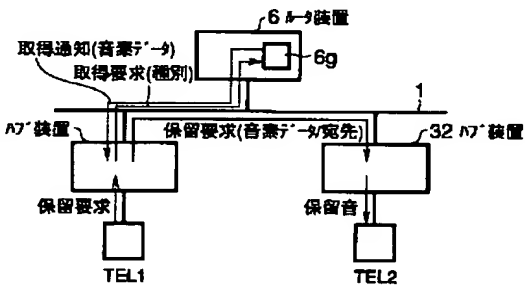 6 ルータ装置
取得通知(音楽データ)
取得要求(種別)
6g
1
ハブ装置
保留要求(音楽データ/宛先)
32 ハブ装置
保留要求
保留音
TEL1
TEL2